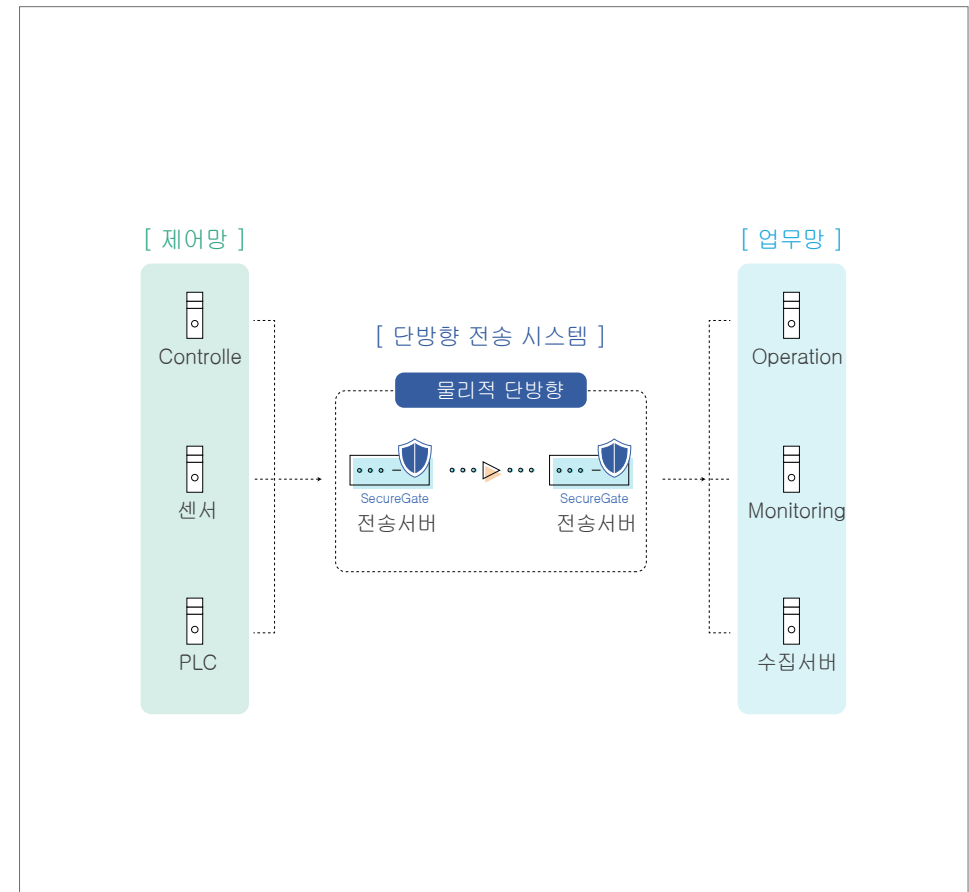 [ 제어망 ]
Controlle
센서
PLC
[ 단방향 전송 시스템 ]
물리적 단방향
SecureGate
전송서버
SecureGate
전송서버
[ 업무망 ]
Operation
Monitoring
수집서버